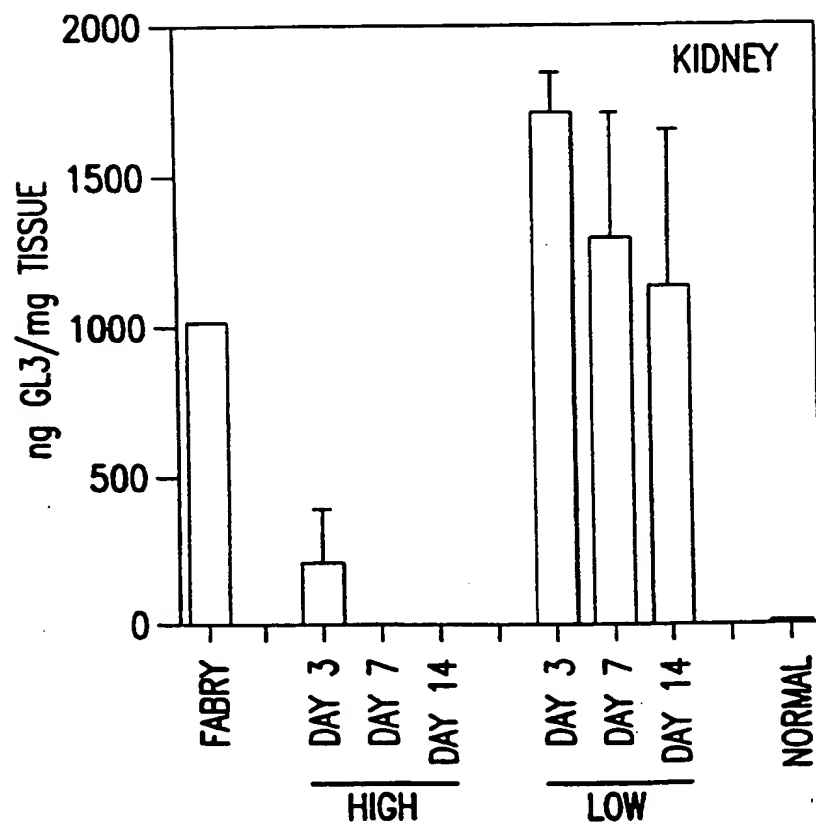 KIDNEY
ng GL3/mg TISSUE
2000
1500
1000
500
0
FABRY
DAY 3
DAY 7
DAY 14
HIGH
DAY 3
DAY 7
DAY 14
LOW
NORMAL